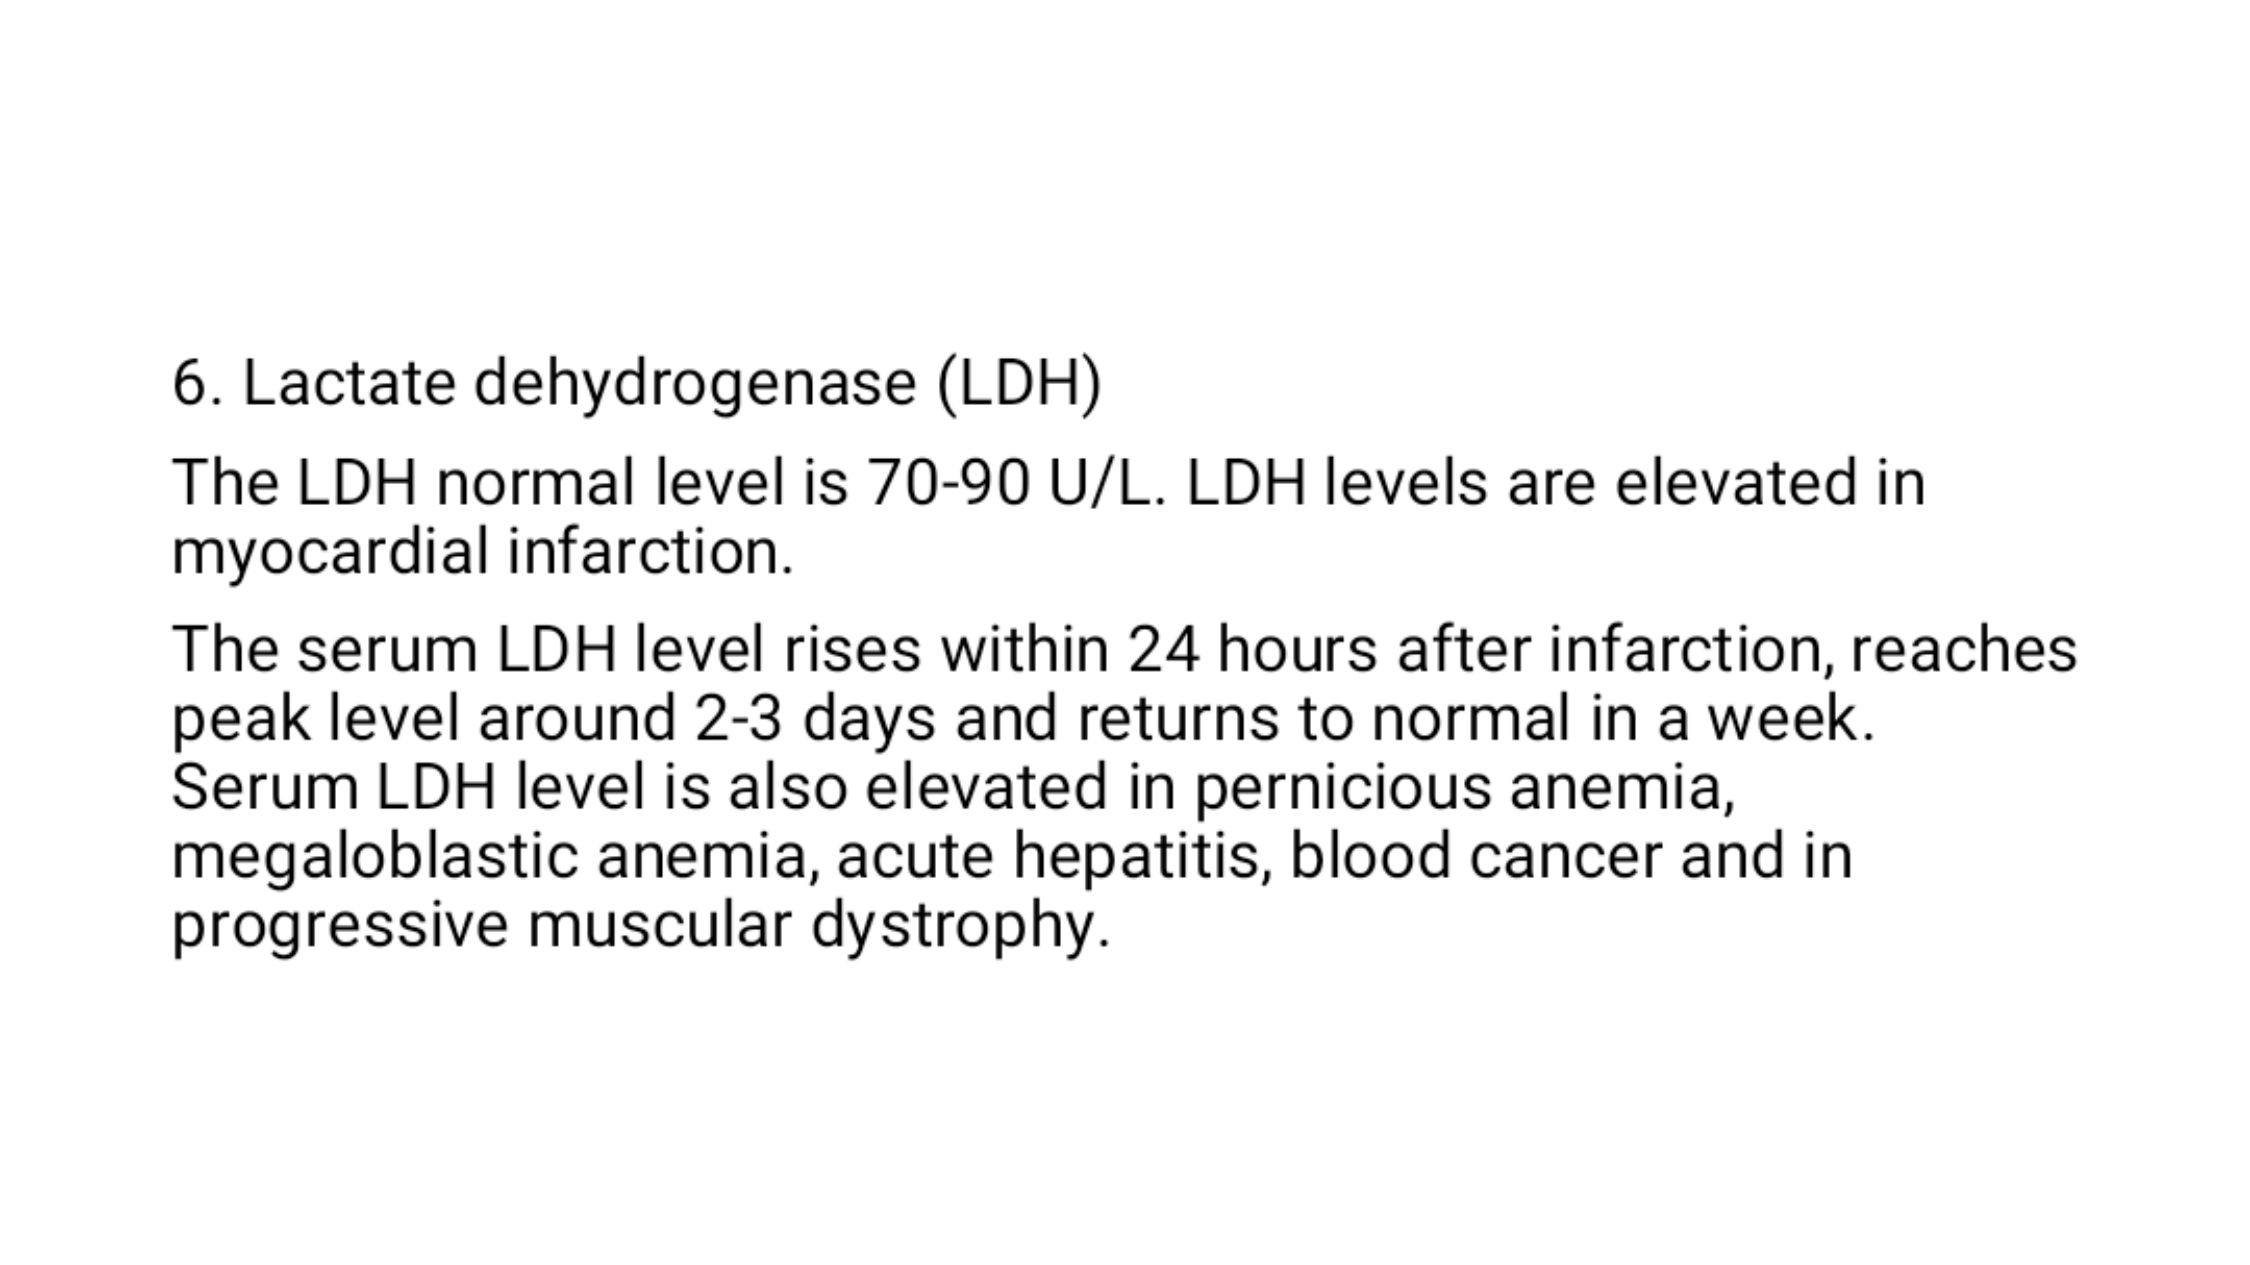 6. Lactate dehydrogenase (LDH)
The LDH normal level is 70-90 U/L. LDH levels are elevated in
myocardial infarction.
The serum LDH level rises within 24 hours after infarction, reaches
peak level around 2-3 days and returns to normal in a week.
Serum LDH level is also elevated in pernicious anemia,
megaloblastic anemia, acute hepatitis, blood cancer and in
progressive muscular dystrophy.